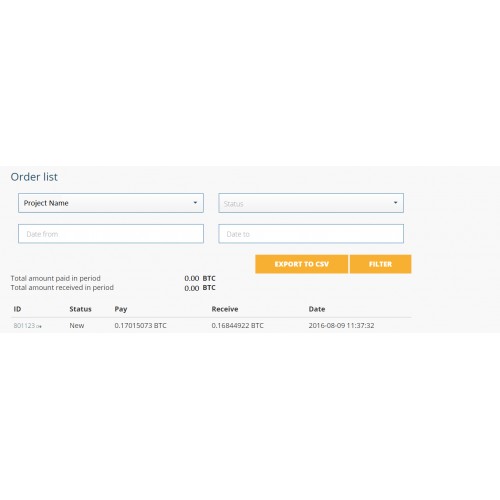 Order list
Project Name
Status
Date from
Date to
EXPORT TO CSV
FILTER
Total amount paid in period 0.00 BTC
Total amount received in period 0.00 BTC
ID Status Pay Receive Date
801123 New 0.17015073 BTC 0.16844922 BTC 2016-08-09 11:37:32